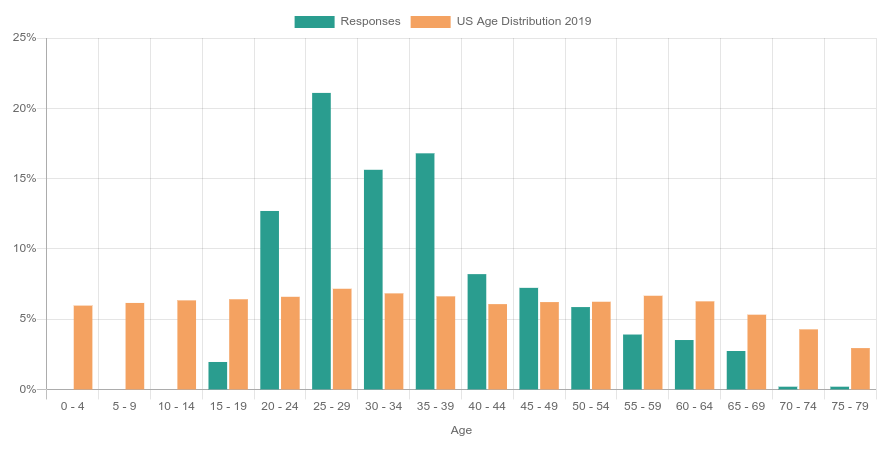 Responses US Age Distribution 2019
25%
20%
15%
10%
5%
0%
0 - 4 5 - 9 10 - 14 15 - 19 20 - 24 25 - 29 30 - 34 35 - 39 40 - 44 45 - 49 50 - 54 55 - 59 60 - 64 65 - 69 70 - 74 75 - 79
Age